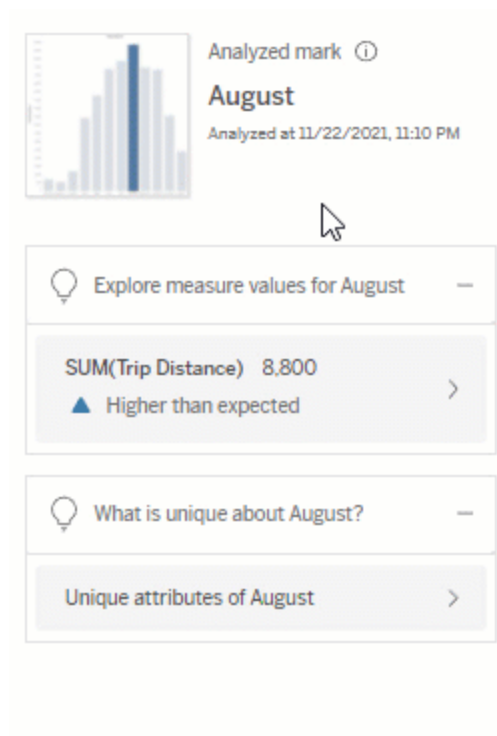 Analyzed mark
August
Analyzed at 11/22/2021, 11:10 PM
Explore measure values for August
SUM(Trip Distance) 8,800
Higher than expected
What is unique about August?
Unique attributes of August